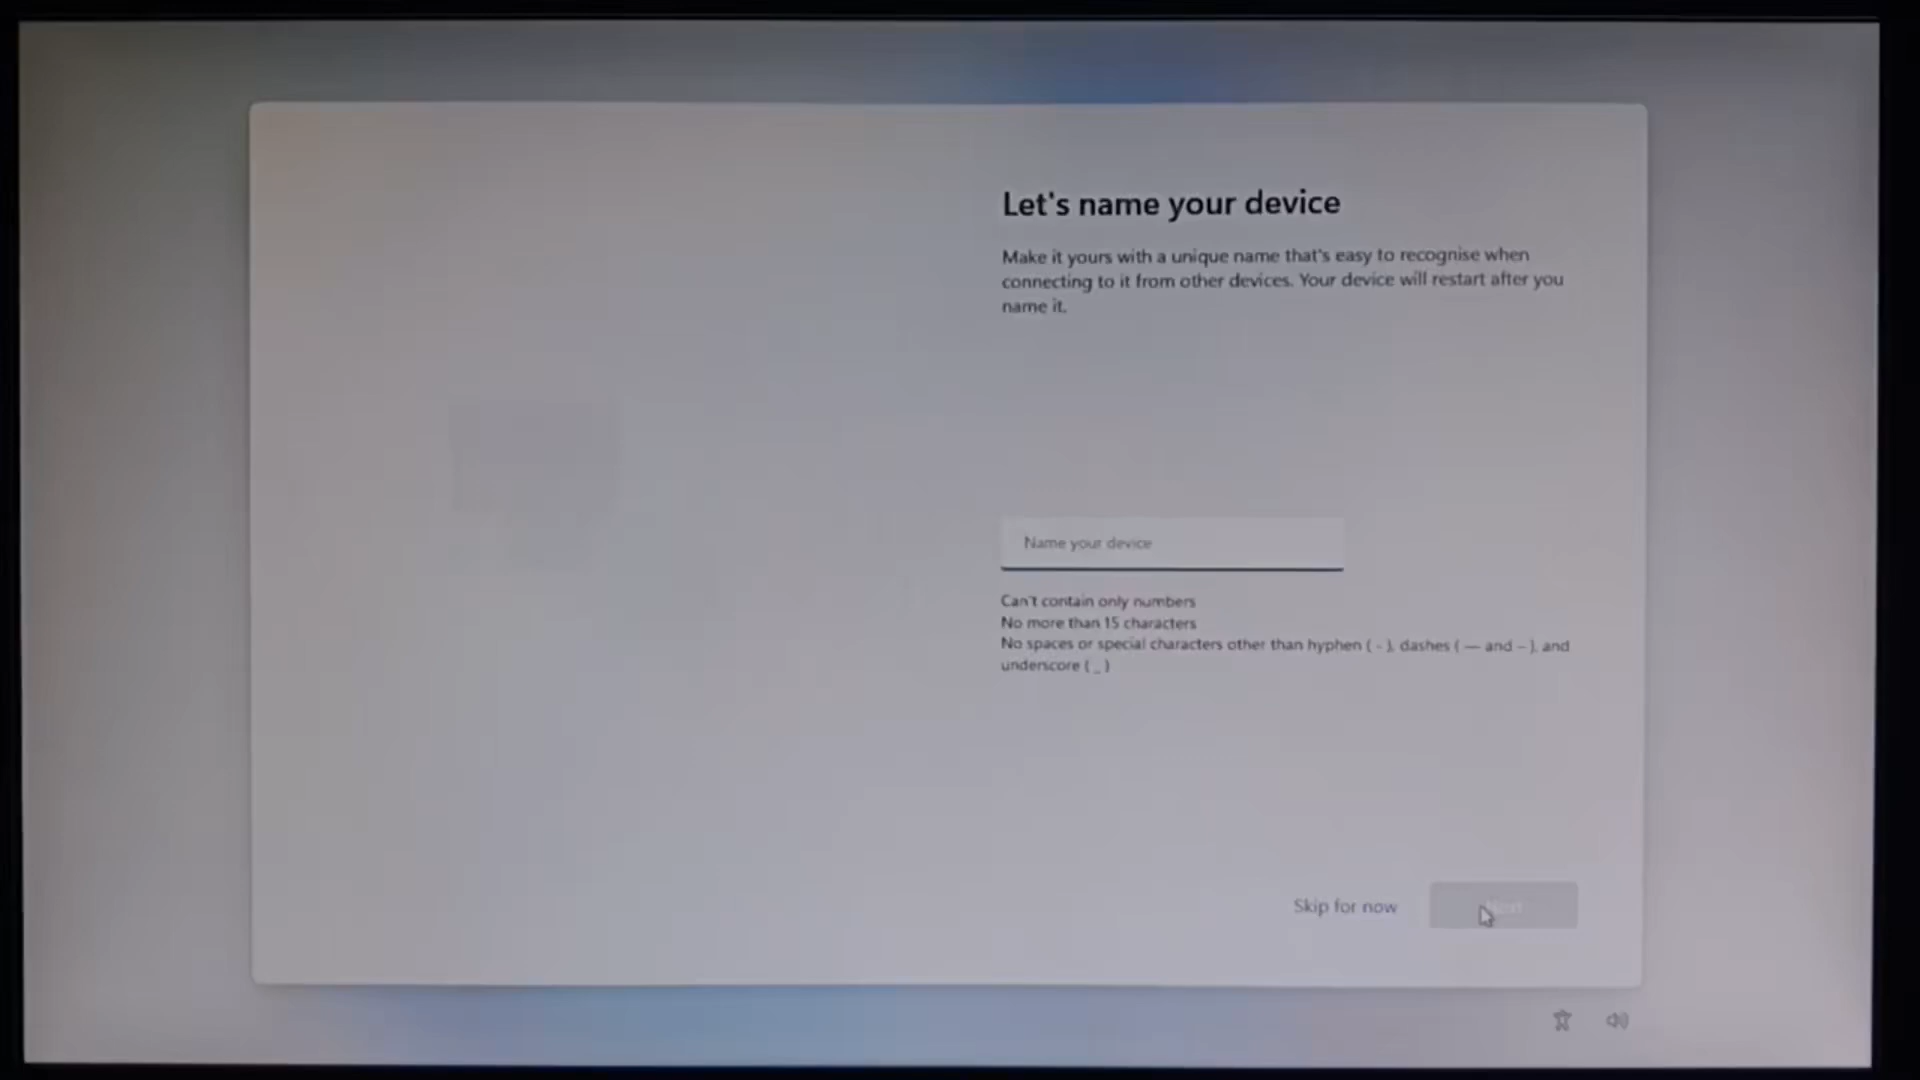 Let's name your device
Make it yours with a unique name that's easy to recognise when
connecting to it from other devices. Your device will restart after you
name it.
Name your device
Can't contain only numbers
No more than 15 characters
No spaces or special characters other than hyphen ( - ), dashes ( — and – ), and
underscore ( _ )
Skip for now
Next